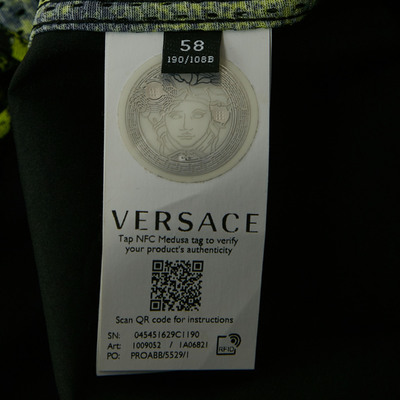 58
190/108B
VERSACE
Tap NFC Medusa tag to verify
your product's authenticity
Scan QR code for instructions
SN: 045451629C1190
Art: 1009052 / 1A06821
PO: PROABB/5529/1
RFID